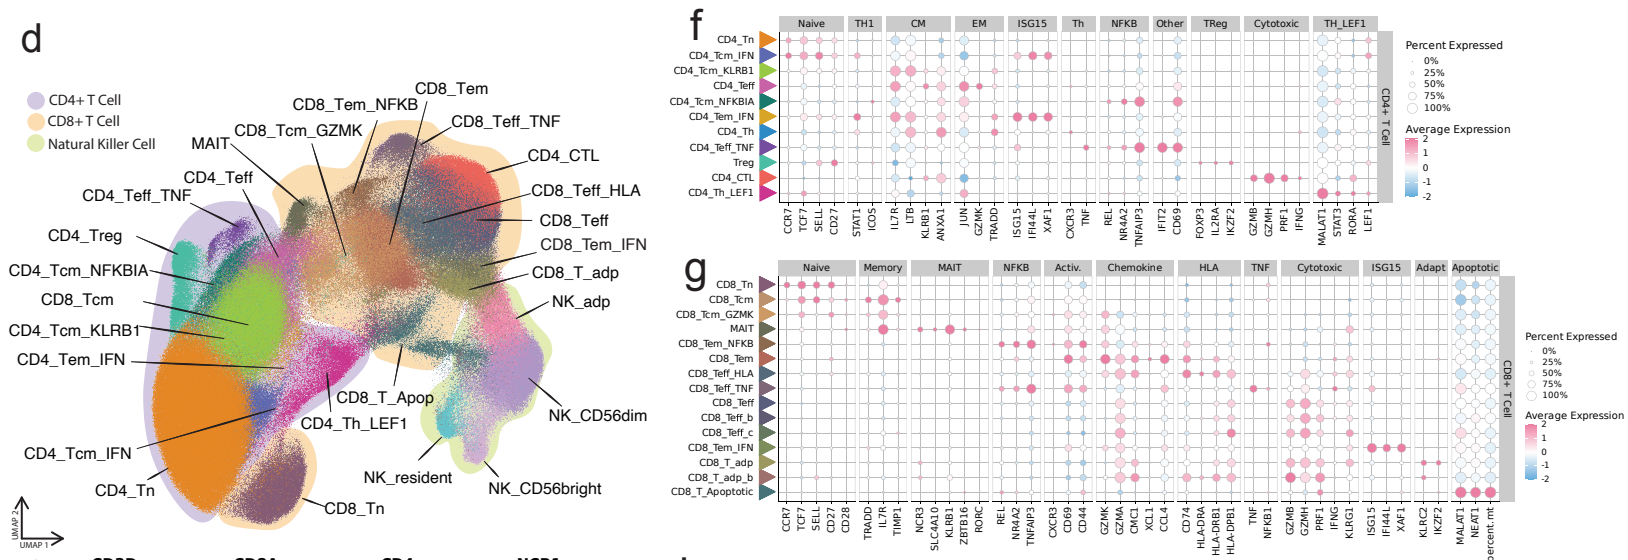 d
CD4+ T Cell
CD8+ T Cell
Natural Killer Cell
CD8_Tem
CD8_Tem_NFKB
CD8_Teff_TNF
CD8_Tcm_GZMK
MAIT
CD4_CTL
CD4_Teff
CD8_Teff_HLA
CD4_Teff_TNF
CD8_Teff
CD4_Treg
CD8_Tem_IFN
CD4_Tcm_NFKBIA
CD8_T_adp
CD8_Tcm
NK_adp
CD4_Tcm_KLRB1
CD4_Tem_IFN
CD8_T_Apop
NK_CD56dim
CD4_Th_LEF1
CD4_Tcm_IFN
NK_resident
NK_CD56bright
CD4_Tn
CD8_Tn
UMAP 2
UMAP 1
f
Naive TH1 CM EM ISG15 Th NFKB Other TReg Cytotoxic TH_LEF1
CD4_Tn
CD4_Tcm_IFN
CD4_Tcm_KLRB1
CD4_Teff
CD4_Tcm_NFKBIA
CD4_Tem_IFN
CD4_Th
CD4_Teff_TNF
Treg
CD4_CTL
CD4_Th_LEF1
CD4+ T Cell
CCR7 TCF7 SELL CD27 STAT1 ICOS IL7R LTB KLRB1 ANXA1 JUN GZMK TRADD ISG15 IFI44L XAF1 CXCR3 TNF REL NR4A2 TNFAIP3 IFIT2 CD69 FOXP3 IL2RA IKZF2 GZMB GZMH PRF1 IFNG MALAT1 STAT3 RORA LEF1
Percent Expressed
0%
25%
50%
75%
100%
Average Expression
2
1
0
-1
-2
g
Naive Memory MAIT NFKB Activ. Chemokine HLA TNF Cytotoxic ISG15 Adapt Apoptotic
CD8_Tn
CD8_Tcm
CD8_Tcm_GZMK
MAIT
CD8_Tem_NFKB
CD8_Tem
CD8_Teff_HLA
CD8_Teff_TNF
CD8_Teff
CD8_Teff_b
CD8_Teff_c
CD8_Tem_IFN
CD8_T_adp
CD8_T_adp_b
CD8_T_Apoptotic
CD8+ T Cell
CCR7 TCF7 SELL CD27 CD28 TRADD IL7R TIMP1 NCR3 SLC4A10 KLRB1 ZBTB16 RORC REL NR4A2 TNFAIP3 CXCR3 CD69 CD44 GZMK GZMA CMC1 XCL1 CCL4 CD74 HLA-DRA HLA-DRB1 HLA-DPB1 TNF NFKB1 GZMB GZMH PRF1 IFNG KLRG1 ISG15 IFI44L XAF1 KLRC2 IKZF2 MALAT1 NEAT1 percent.mt
Percent Expressed
0%
25%
50%
75%
100%
Average Expression
2
1
0
-1
-2